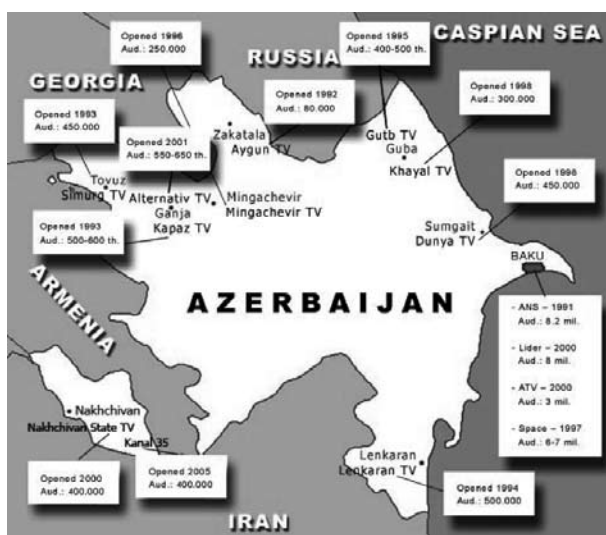 Opened 1996
Aud.: 250.000
Opened 1995
Aud.: 400-500 th.
CASPIAN SEA
RUSSIA
GEORGIA
Opened 1992
Aud.: 80.000
Opened 1998
Aud.: 300.000
Opened 1993
Aud.: 450.000
Opened 2001
Aud.: 550-650 th.
Zakatala
Aygun TV
Gutb TV
Guba
Khayal TV
Tovuz
Simurg TV
Alternativ TV
Ganja
Kapaz TV
Mingachevir
Mingachevir TV
Opened 1998
Aud.: 450.000
Opened 1993
Aud.: 500-600 th.
Sumgait
Dunya TV
BAKU
ARMENIA
AZERBAIJAN
- ANS – 1991
Aud.: 8.2 mil.
- Lider – 2000
Aud.: 8 mil.
- ATV – 2000
Aud.: 3 mil.
- Space – 1997
Aud.: 6-7 mil.
Nakhchivan
Nakhchivan State TV
Kanal 35
Opened 2000
Aud.: 400.000
Opened 2005
Aud.: 400.000
Lenkaran
Lenkaran TV
Opened 1994
Aud.: 500.000
IRAN